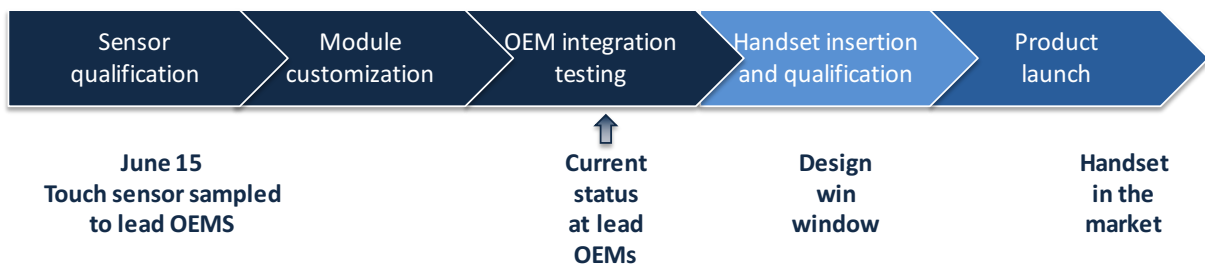 Sensor
qualification
Module
customization
OEM integration
testing
Handset insertion
and qualification
Product
launch
June 15
Touch sensor sampled
to lead OEMS
Current
status
at lead
OEMs
Design
win
window
Handset
in the
market